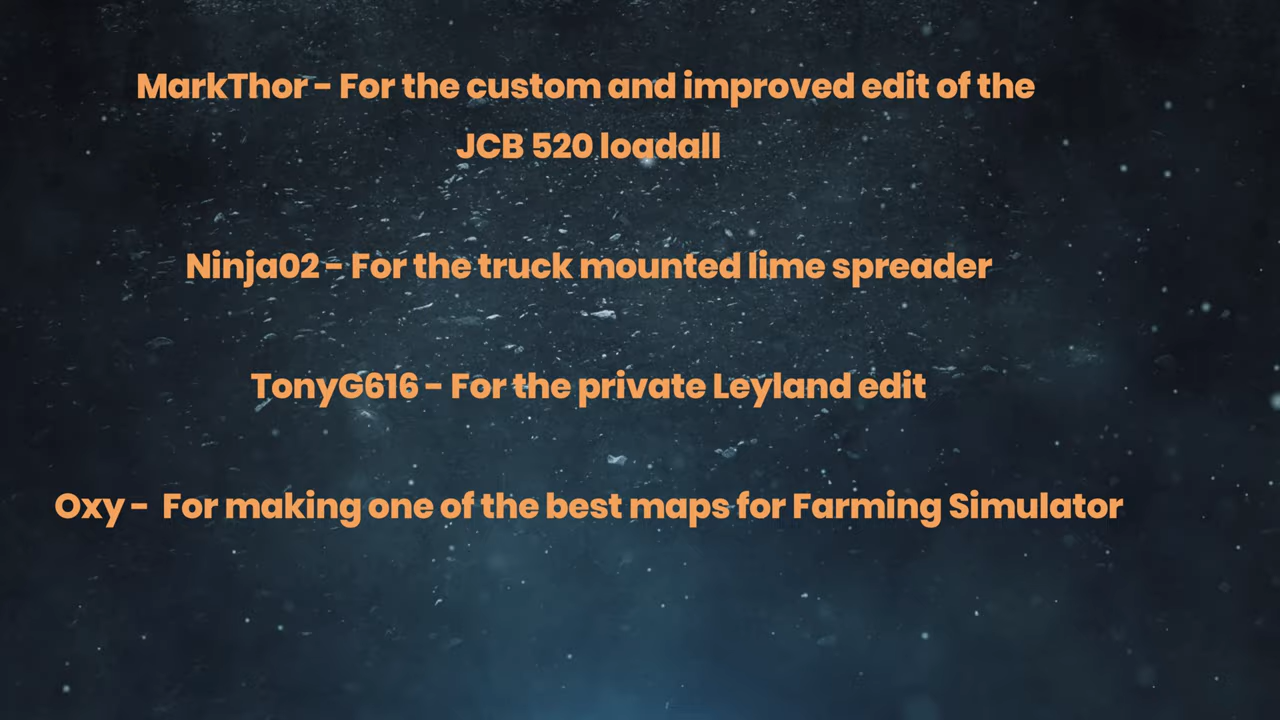 MarkThor - For the custom and improved edit of the
JCB 520 loadall
Ninja02 - For the truck mounted lime spreader
TonyG616 - For the private Leyland edit
Oxy - For making one of the best maps for Farming Simulator